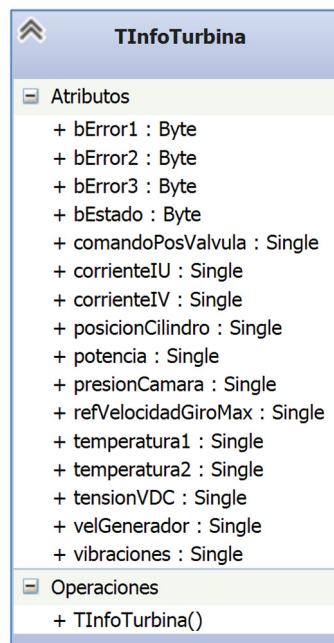 TInfoTurbina
Atributos
+ bError1 : Byte
+ bError2 : Byte
+ bError3 : Byte
+ bEstado : Byte
+ comandoPosValvula : Single
+ corrienteIU : Single
+ corrienteIV : Single
+ posicionCilindro : Single
+ potencia : Single
+ presionCamara : Single
+ refVelocidadGiroMax : Single
+ temperatura1 : Single
+ temperatura2 : Single
+ tensionVDC : Single
+ velGenerador : Single
+ vibraciones : Single
Operaciones
+ TInfoTurbina()